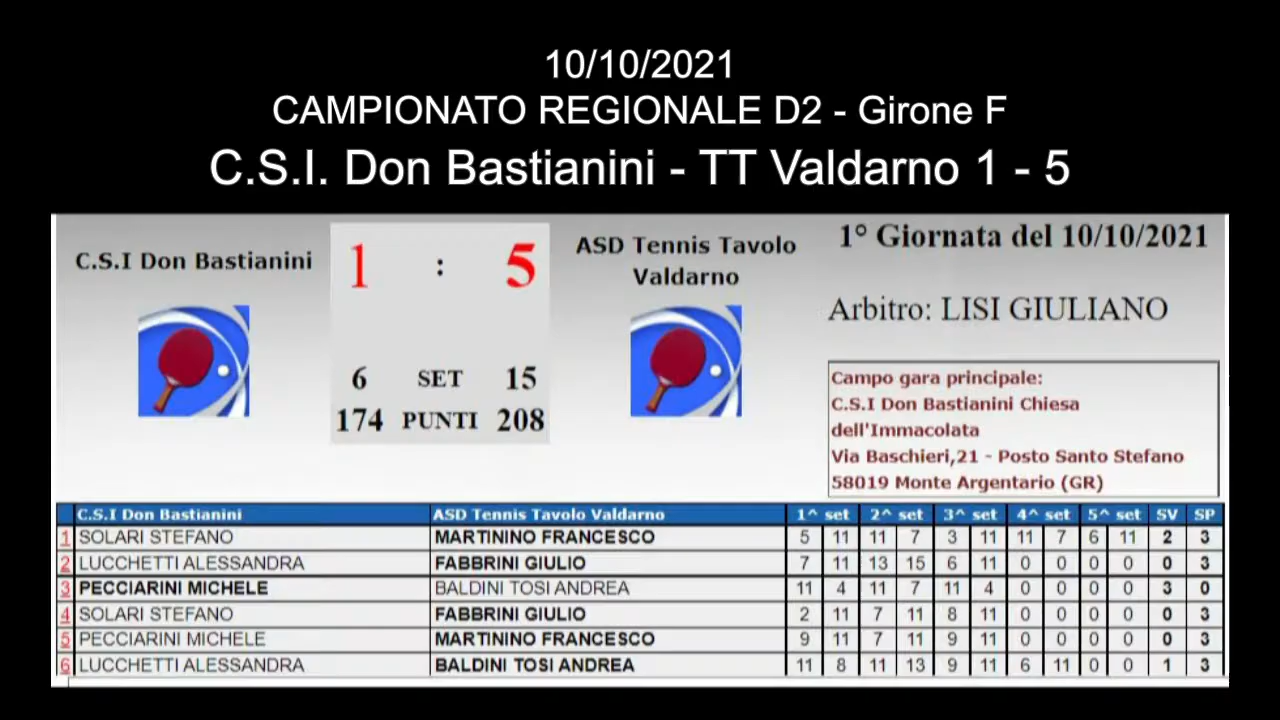 10/10/2021
CAMPIONATO REGIONALE D2 - Girone F
C.S.I. Don Bastianini - TT Valdarno 1 - 5
C.S.I Don Bastianini
1 : 5
ASD Tennis Tavolo
Valdarno
6 SET 15
174 PUNTI 208
1° Giornata del 10/10/2021
Arbitro: LISI GIULIANO
Campo gara principale:
C.S.I Don Bastianini Chiesa
dell'Immacolata
Via Baschieri,21 - Posto Santo Stefano
58019 Monte Argentario (GR)
C.S.I Don Bastianini ASD Tennis Tavolo Valdarno 1^ set 2^ set 3^ set 4^ set 5^ set SV SP
1 SOLARI STEFANO MARTININO FRANCESCO 5 11 11 7 3 11 11 7 6 11 2 3
2 LUCCHETTI ALESSANDRA FABBRINI GIULIO 7 11 13 15 6 11 0 0 0 0 0 3
3 PECCIARINI MICHELE BALDINI TOSI ANDREA 11 4 11 7 11 4 0 0 0 0 3 0
4 SOLARI STEFANO FABBRINI GIULIO 2 11 7 11 8 11 0 0 0 0 0 3
5 PECCIARINI MICHELE MARTININO FRANCESCO 9 11 7 11 9 11 0 0 0 0 0 3
6 LUCCHETTI ALESSANDRA BALDINI TOSI ANDREA 11 8 11 13 9 11 6 11 0 0 1 3